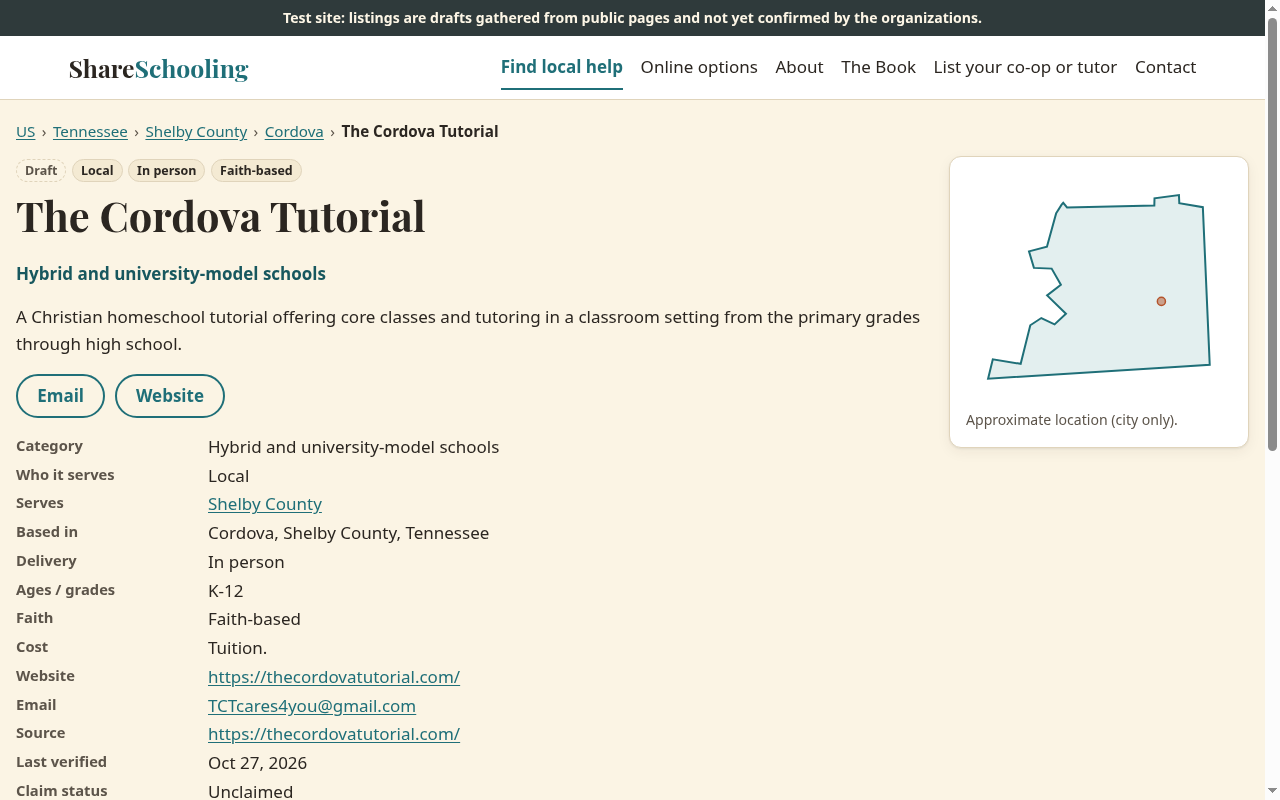 Test site: listings are drafts gathered from public pages and not yet confirmed by the organizations.
ShareSchooling
Find local help Online options About The Book List your co-op or tutor Contact
US › Tennessee › Shelby County › Cordova › The Cordova Tutorial
Draft Local In person Faith-based
The Cordova Tutorial
Hybrid and university-model schools
A Christian homeschool tutorial offering core classes and tutoring in a classroom setting from the primary grades
through high school.
Email Website
Approximate location (city only).
Category Hybrid and university-model schools
Who it serves Local
Serves Shelby County
Based in Cordova, Shelby County, Tennessee
Delivery In person
Ages / grades K-12
Faith Faith-based
Cost Tuition.
Website https://thecordovatutorial.com/
Email TCTcares4you@gmail.com
Source https://thecordovatutorial.com/
Last verified Oct 27, 2026
Claim status Unclaimed